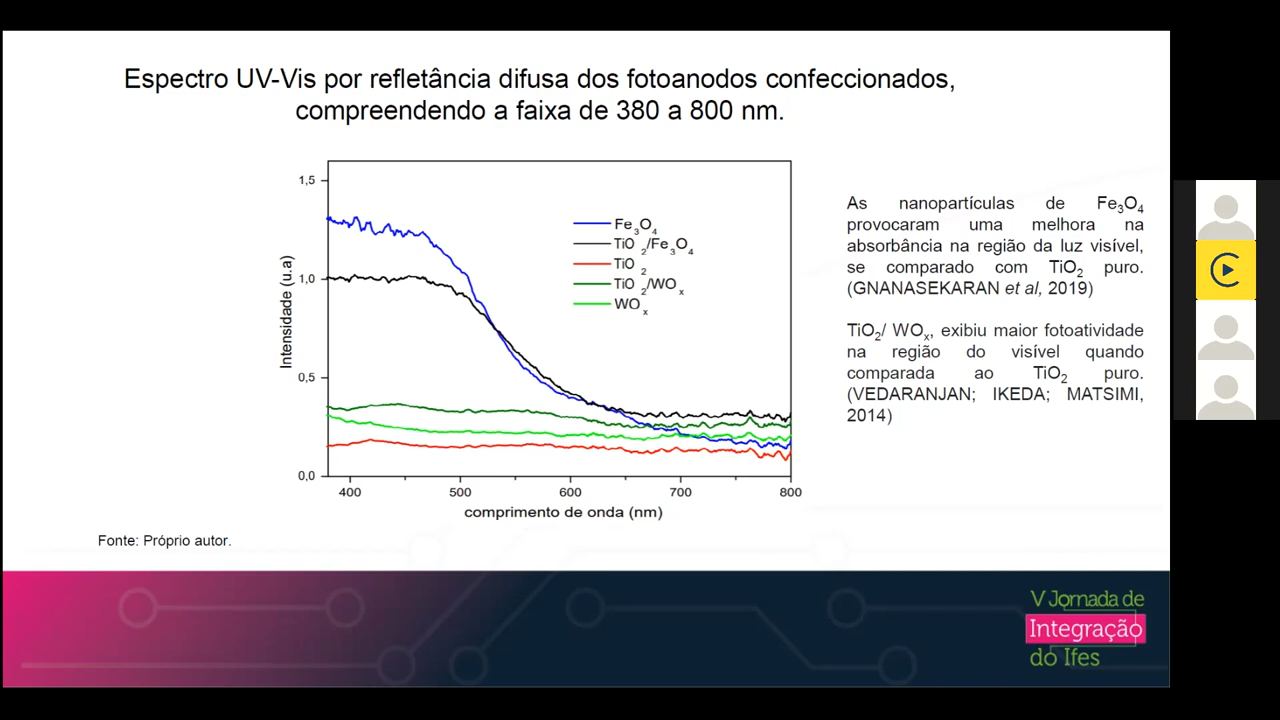 Espectro UV-Vis por refletância difusa dos fotoanodos confeccionados,
compreendendo a faixa de 380 a 800 nm.
1,5
1,0
0,5
0,0
Intensidade (u.a)
Fe₃O₄
TiO₂/Fe₃O₄
TiO₂
TiO₂/WOₓ
WOₓ
400 500 600 700 800
comprimento de onda (nm)
As nanopartículas de Fe₃O₄
provocaram uma melhora na
absorbância na região da luz visível,
se comparado com TiO₂ puro.
(GNANASEKARAN et al, 2019)
TiO₂/ WOₓ, exibiu maior fotoatividade
na região do visível quando
comparada ao TiO₂ puro.
(VEDARANJAN; IKEDA; MATSIMI,
2014)
Fonte: Próprio autor.
V Jornada de
Integração
do Ifes